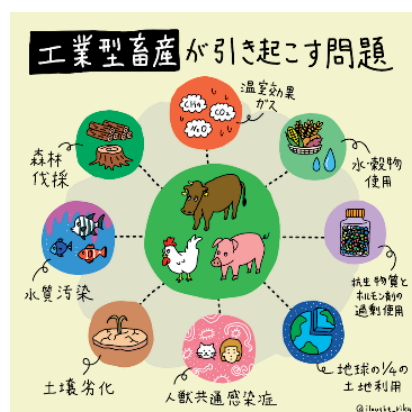 工業型畜産が引き起こす問題
温室効果
ガス
CH4
CO2
N2O
森林
伐採
水・穀物
使用
水質汚染
抗生物質と
ホルモン剤の
過剰使用
土壌劣化
人獣共通感染症
地球の1/4の
土地利用